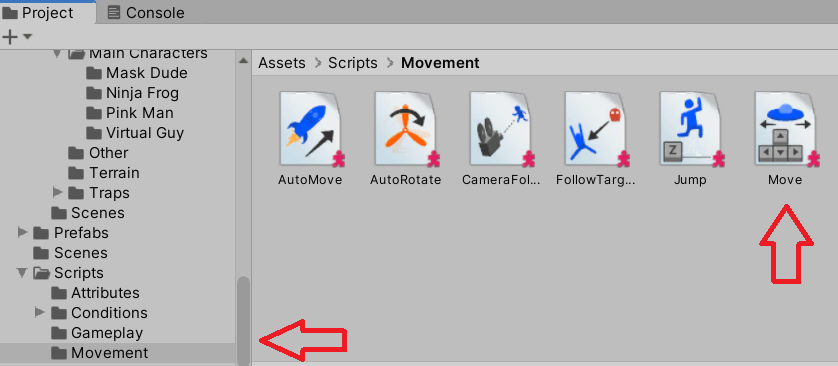 Project
Console
Main Characters
Mask Dude
Ninja Frog
Pink Man
Virtual Guy
Other
Terrain
Traps
Scenes
Prefabs
Scenes
Scripts
Attributes
Conditions
Gameplay
Movement
Assets > Scripts > Movement
AutoMove
AutoRotate
CameraFol...
FollowTarg...
Z
Jump
Move